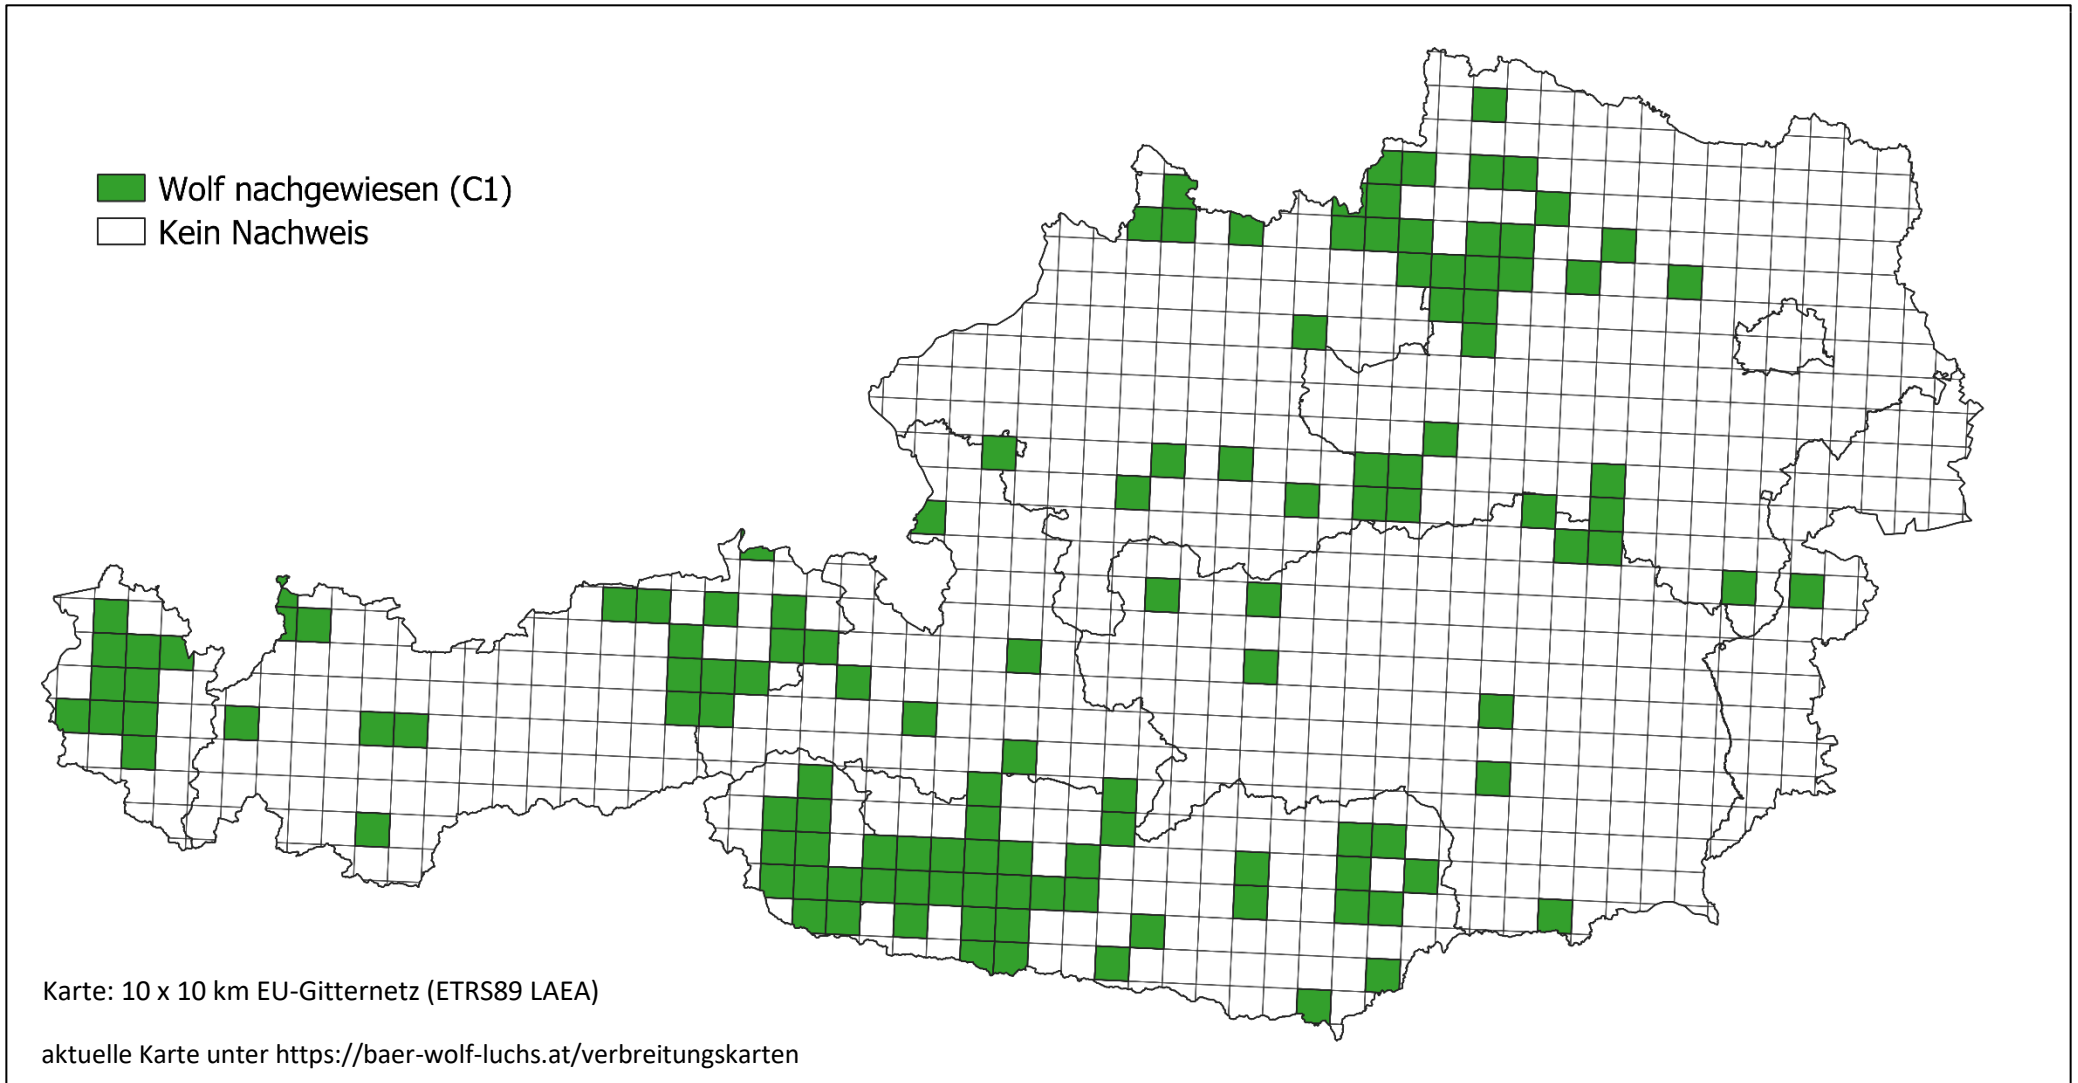 Wolf nachgewiesen (C1)
Kein Nachweis
Karte: 10 x 10 km EU-Gitternetz (ETRS89 LAEA)
aktuelle Karte unter https://baer-wolf-luchs.at/verbreitungskarten